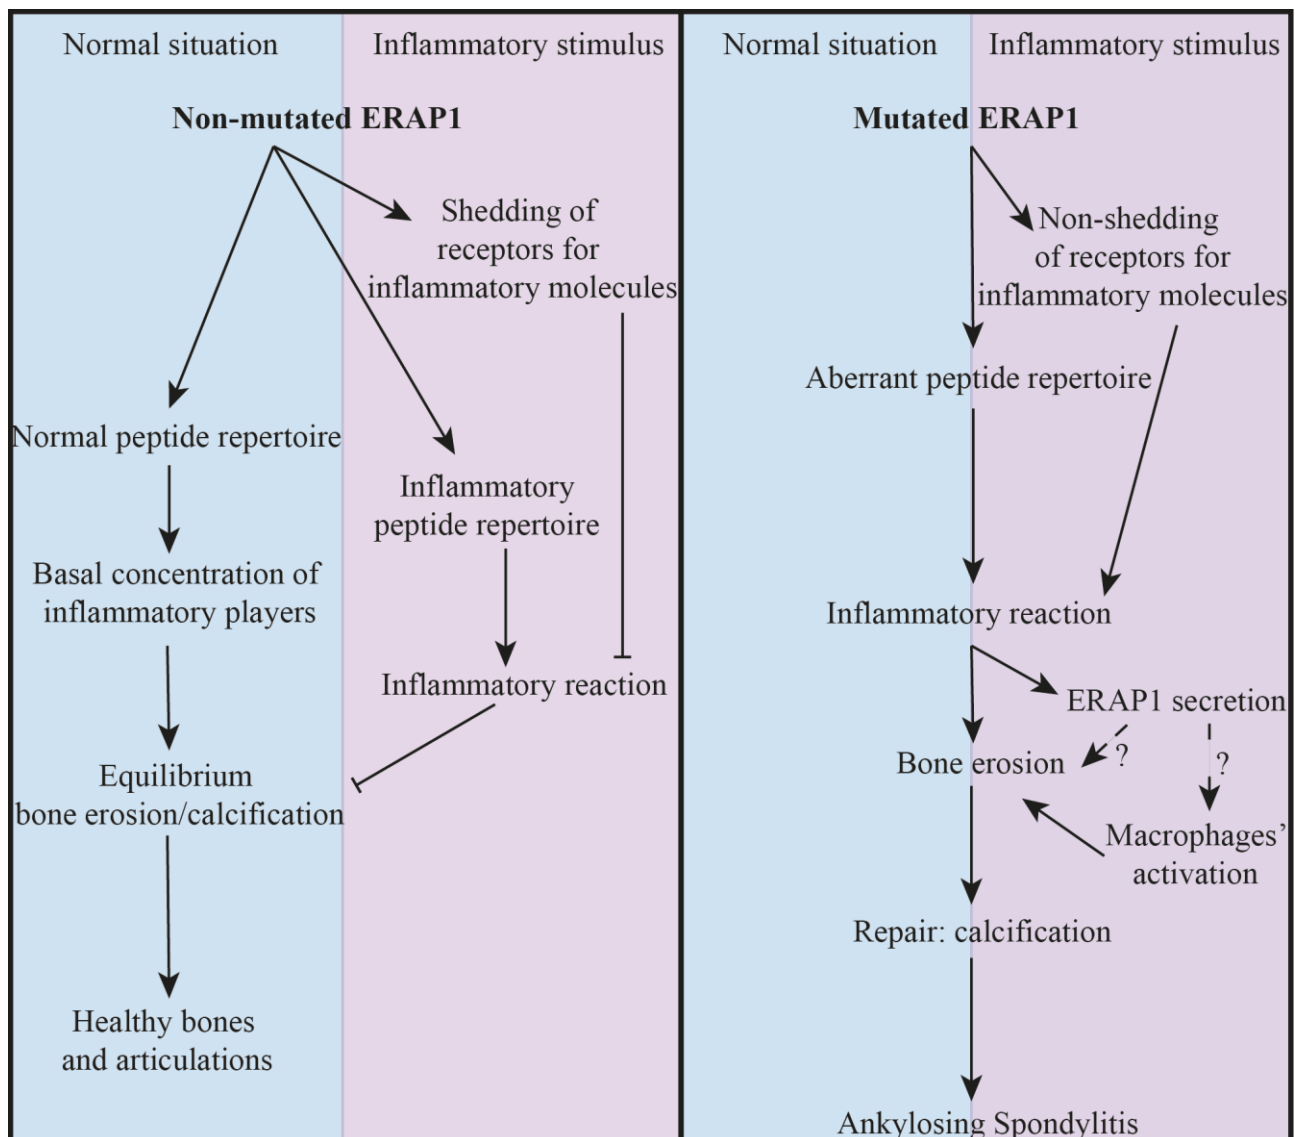 Normal situation
Inflammatory stimulus
Non-mutated ERAP1
Shedding of
receptors for
inflammatory molecules
Normal peptide repertoire
Inflammatory
peptide repertoire
Basal concentration of
inflammatory players
Inflammatory reaction
Equilibrium
bone erosion/calcification
Healthy bones
and articulations
Normal situation
Inflammatory stimulus
Mutated ERAP1
Non-shedding
of receptors for
inflammatory molecules
Aberrant peptide repertoire
Inflammatory reaction
ERAP1 secretion
?
?
Bone erosion
Macrophages’
activation
Repair: calcification
Ankylosing Spondylitis